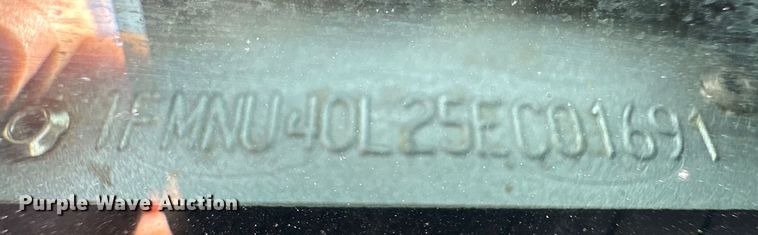 1FMNU40L25EC01691
Purple Wave Auction